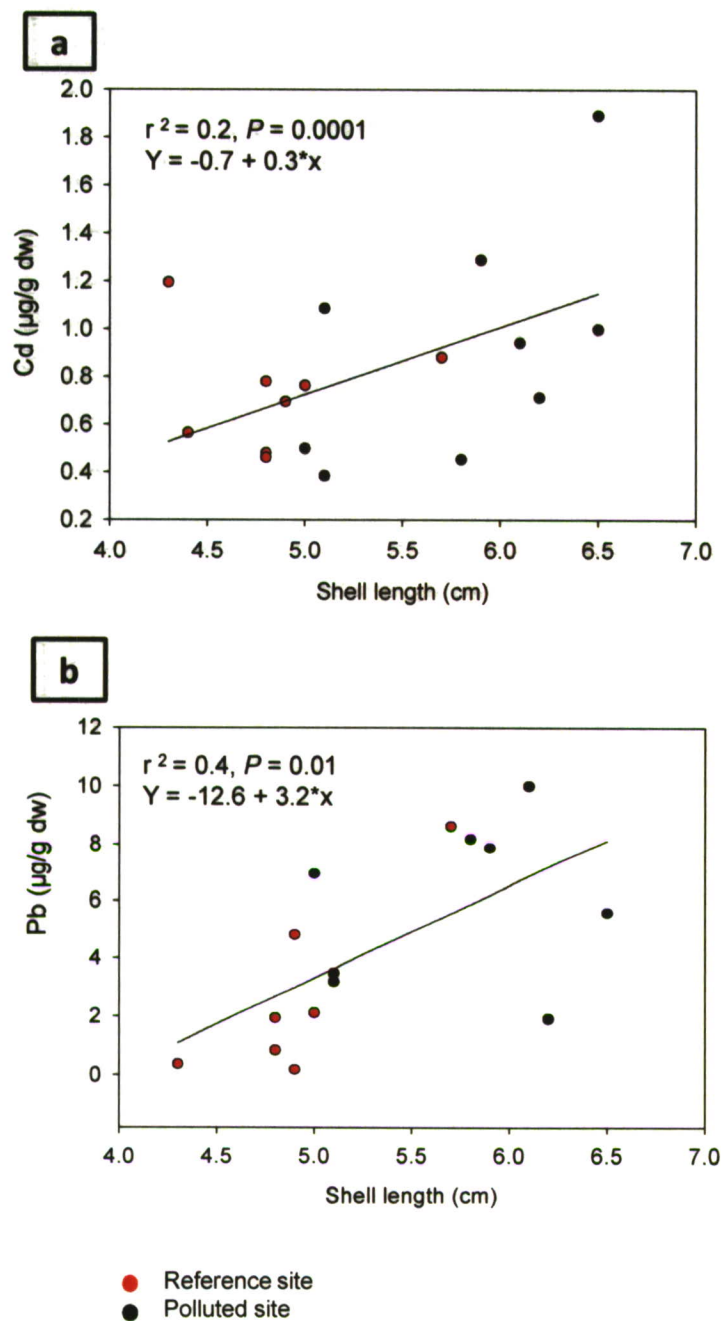 a
r ² = 0.2, P = 0.0001
Y = -0.7 + 0.3*x
2.0
1.8
1.6
1.4
1.2
1.0
0.8
0.6
0.4
0.2
Cd (µg/g dw)
4.0 4.5 5.0 5.5 6.0 6.5 7.0
Shell length (cm)
b
r ² = 0.4, P = 0.01
Y = -12.6 + 3.2*x
12
10
8
6
4
2
0
Pb (µg/g dw)
4.0 4.5 5.0 5.5 6.0 6.5 7.0
Shell length (cm)
Reference site
Polluted site